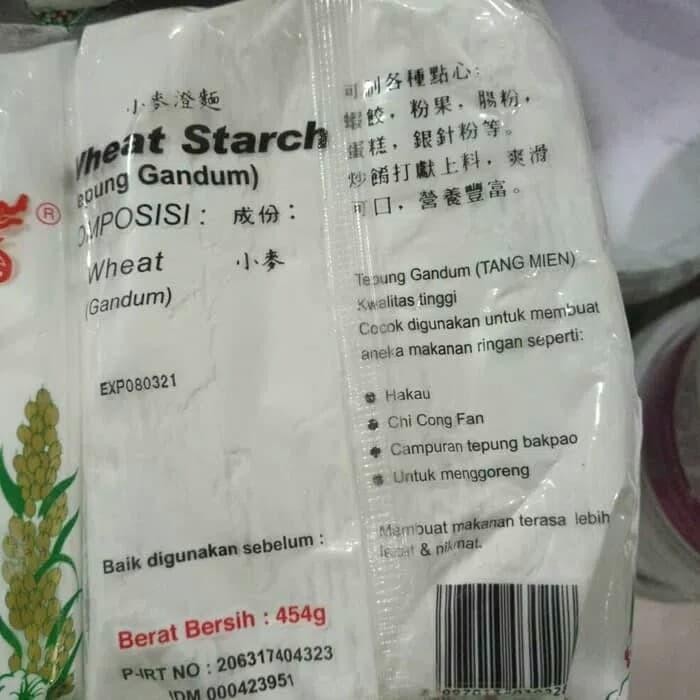 小麥澄麵
Wheat Starch
(Tepung Gandum)
KOMPOSISI : 成份：
Wheat 小麥
(Gandum)
EXP080321
Baik digunakan sebelum :
Berat Bersih : 454g
P-IRT NO : 206317404323
IDM 000423951
®
可制各種點心：
蝦餃，粉果，腸粉，
蛋糕，銀針粉等。
炒餚打獻上料，爽滑
可口，營養豐富。
Tepung Gandum (TANG MIEN)
Kwalitas tinggi
Cocok digunakan untuk membuat
aneka makanan ringan seperti:
Hakau
Chi Cong Fan
Campuran tepung bakpao
Untuk menggoreng
Membuat makanan terasa lebih
lezat & nikmat.